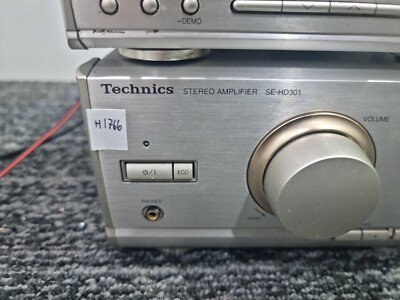 -DEMO
Technics STEREO AMPLIFIER SE-HD301
H1766
VOLUME
⏻/I ECO
PHONES